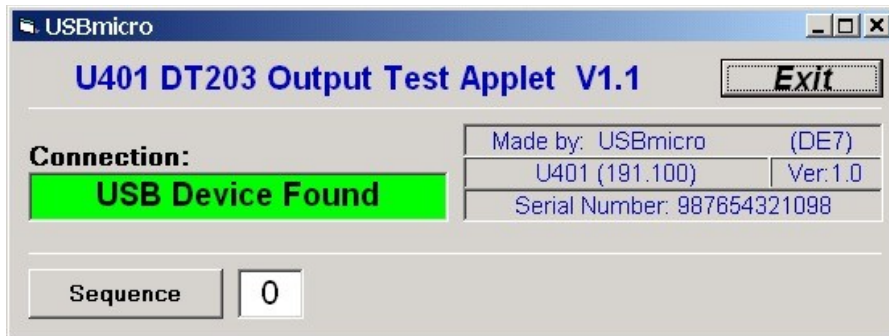 USBmicro
U401 DT203 Output Test Applet V1.1
Exit
Connection:
USB Device Found
Made by: USBmicro (DE7)
U401 (191.100) Ver:1.0
Serial Number: 987654321098
Sequence 0